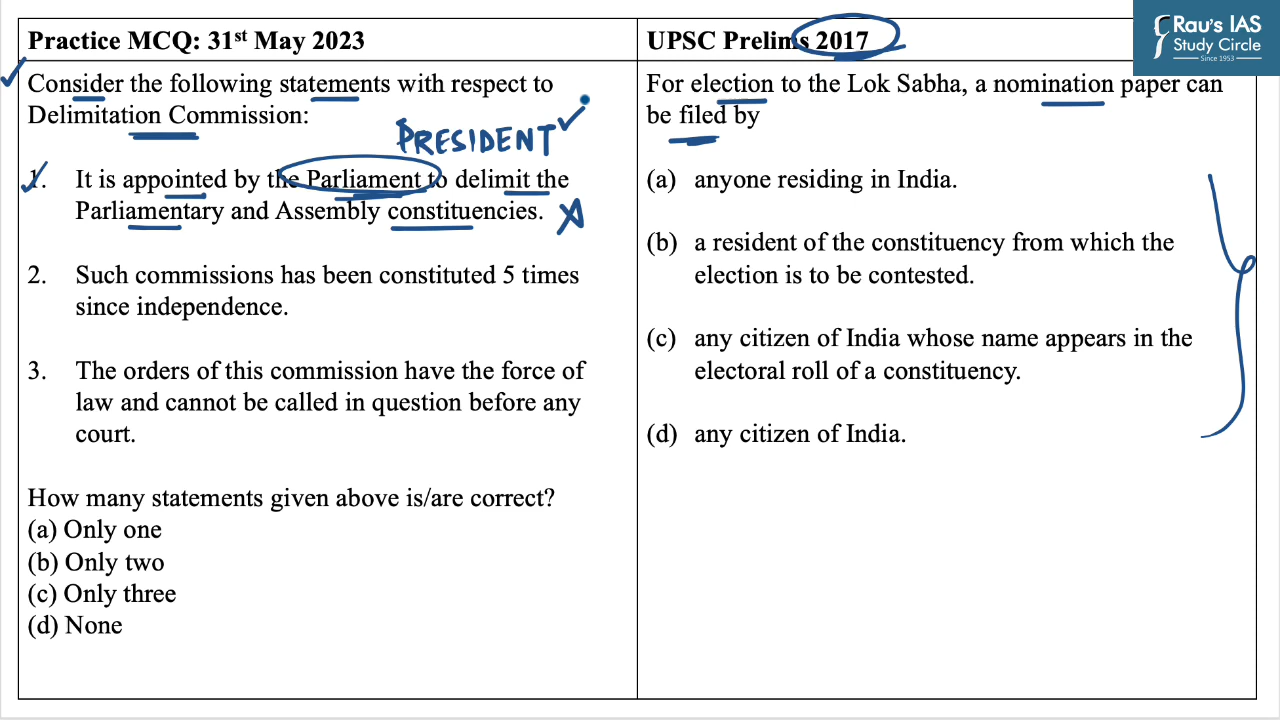 Practice MCQ: 31st May 2023
Consider the following statements with respect to
Delimitation Commission:
PRESIDENT
1. It is appointed by the Parliament to delimit the
Parliamentary and Assembly constituencies.
2. Such commissions has been constituted 5 times
since independence.
3. The orders of this commission have the force of
law and cannot be called in question before any
court.
How many statements given above is/are correct?
(a) Only one
(b) Only two
(c) Only three
(d) None
UPSC Prelims 2017
For election to the Lok Sabha, a nomination paper can
be filed by
(a) anyone residing in India.
(b) a resident of the constituency from which the
election is to be contested.
(c) any citizen of India whose name appears in the
electoral roll of a constituency.
(d) any citizen of India.
Rau's IAS
Study Circle
Since 1953